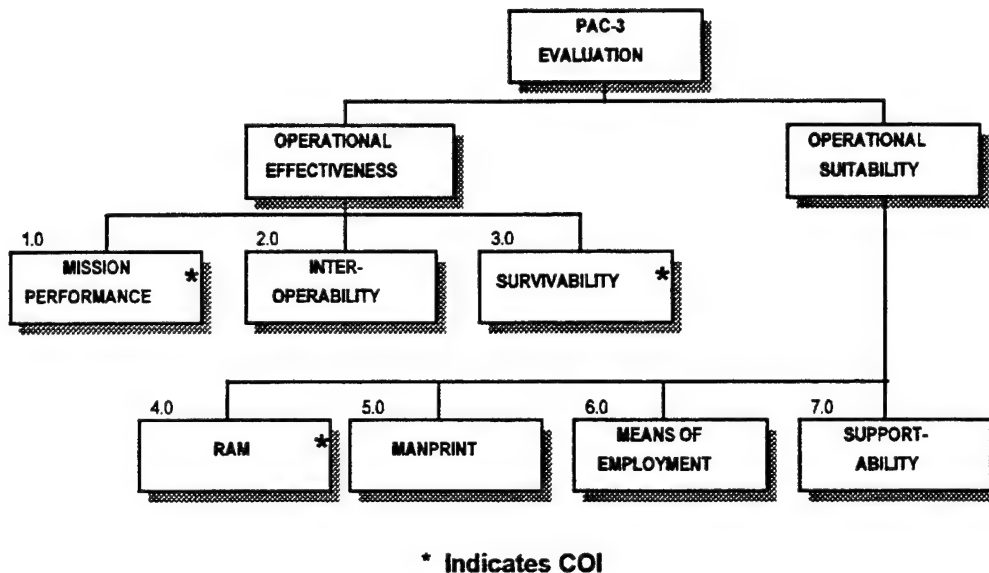 PAC-3
EVALUATION
OPERATIONAL
EFFECTIVENESS
OPERATIONAL
SUITABILITY
1.0
MISSION
PERFORMANCE *
2.0
INTER-
OPERABILITY
3.0
SURVIVABILITY *
4.0
RAM *
5.0
MANPRINT
6.0
MEANS OF
EMPLOYMENT
7.0
SUPPORT-
ABILITY
* Indicates COI